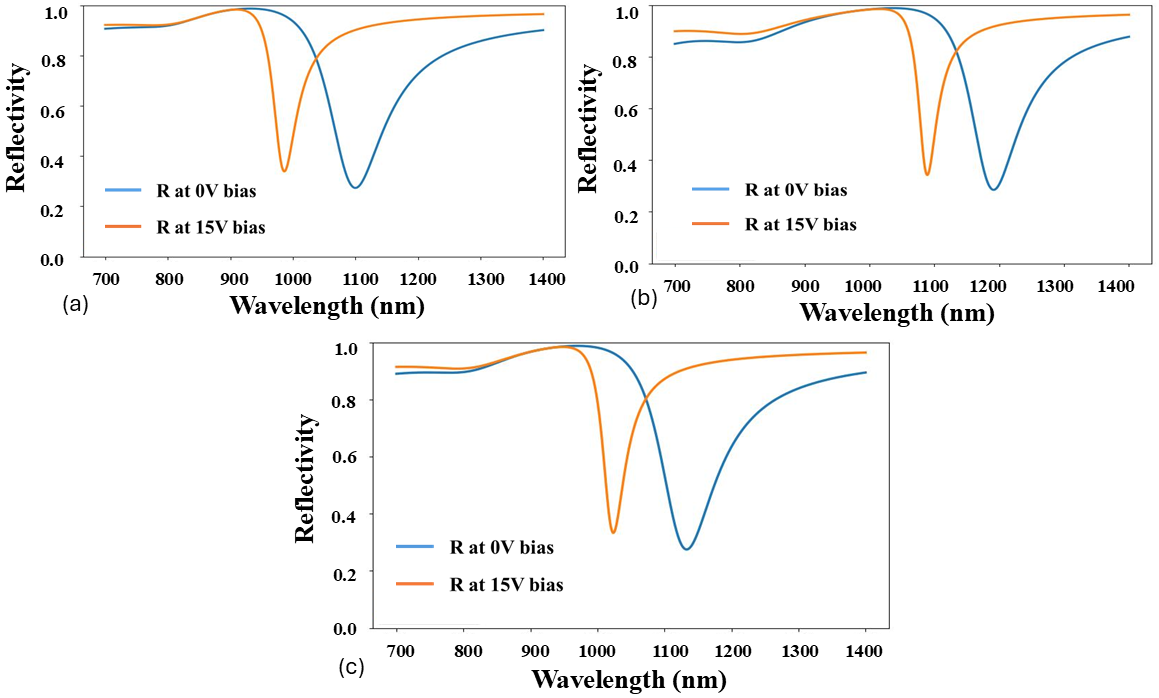 1.0
0.8
0.6
0.4
0.2
0.0
Reflectivity
R at 0V bias
R at 15V bias
700 800 900 1000 1100 1200 1300 1400
(a)
Wavelength (nm)
1.0
0.8
0.6
0.4
0.2
0.0
Reflectivity
R at 0V bias
R at 15V bias
700 800 900 1000 1100 1200 1300 1400
(b)
Wavelength (nm)
1.0
0.8
0.6
0.4
0.2
0.0
Reflectivity
R at 0V bias
R at 15V bias
700 800 900 1000 1100 1200 1300 1400
(c)
Wavelength (nm)